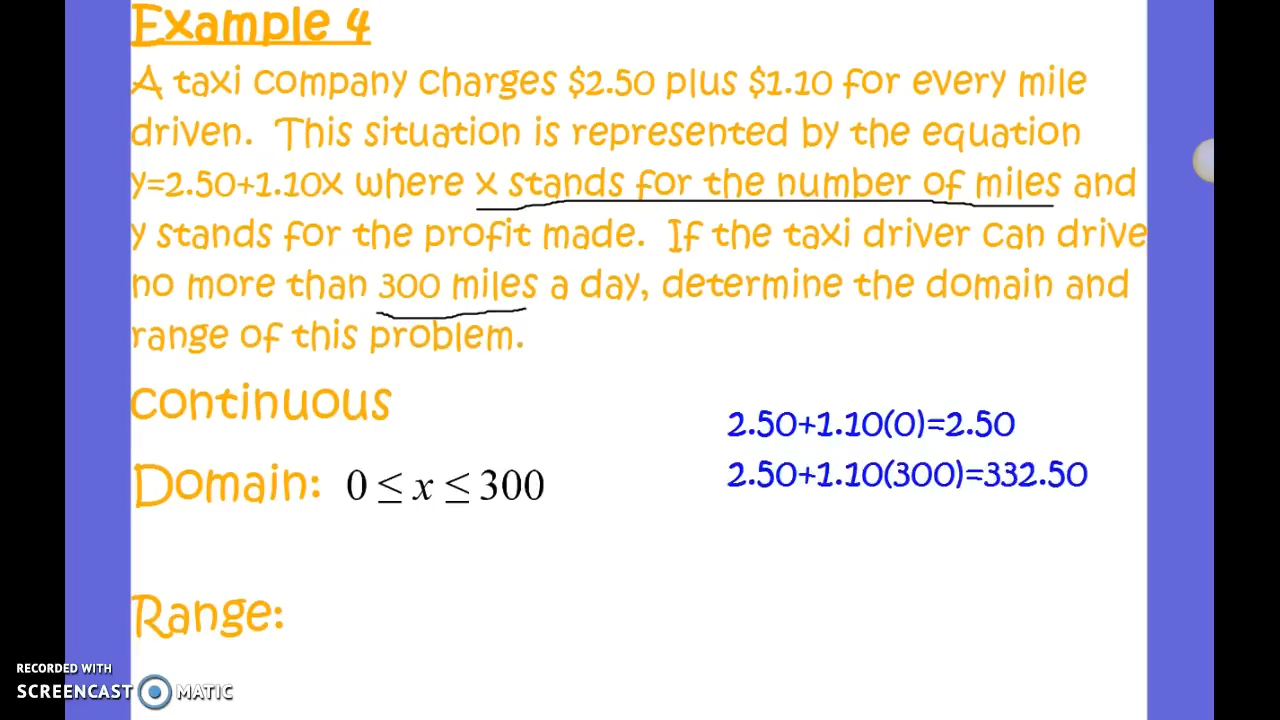 Example 4
A taxi company charges $2.50 plus $1.10 for every mile
driven. This situation is represented by the equation
y=2.50+1.10x where x stands for the number of miles and
y stands for the profit made. If the taxi driver can drive
no more than 300 miles a day, determine the domain and
range of this problem.
continuous
2.50+1.10(0)=2.50
2.50+1.10(300)=332.50
Domain: 0 ≤ x ≤ 300
Range:
RECORDED WITH
SCREENCAST MATIC